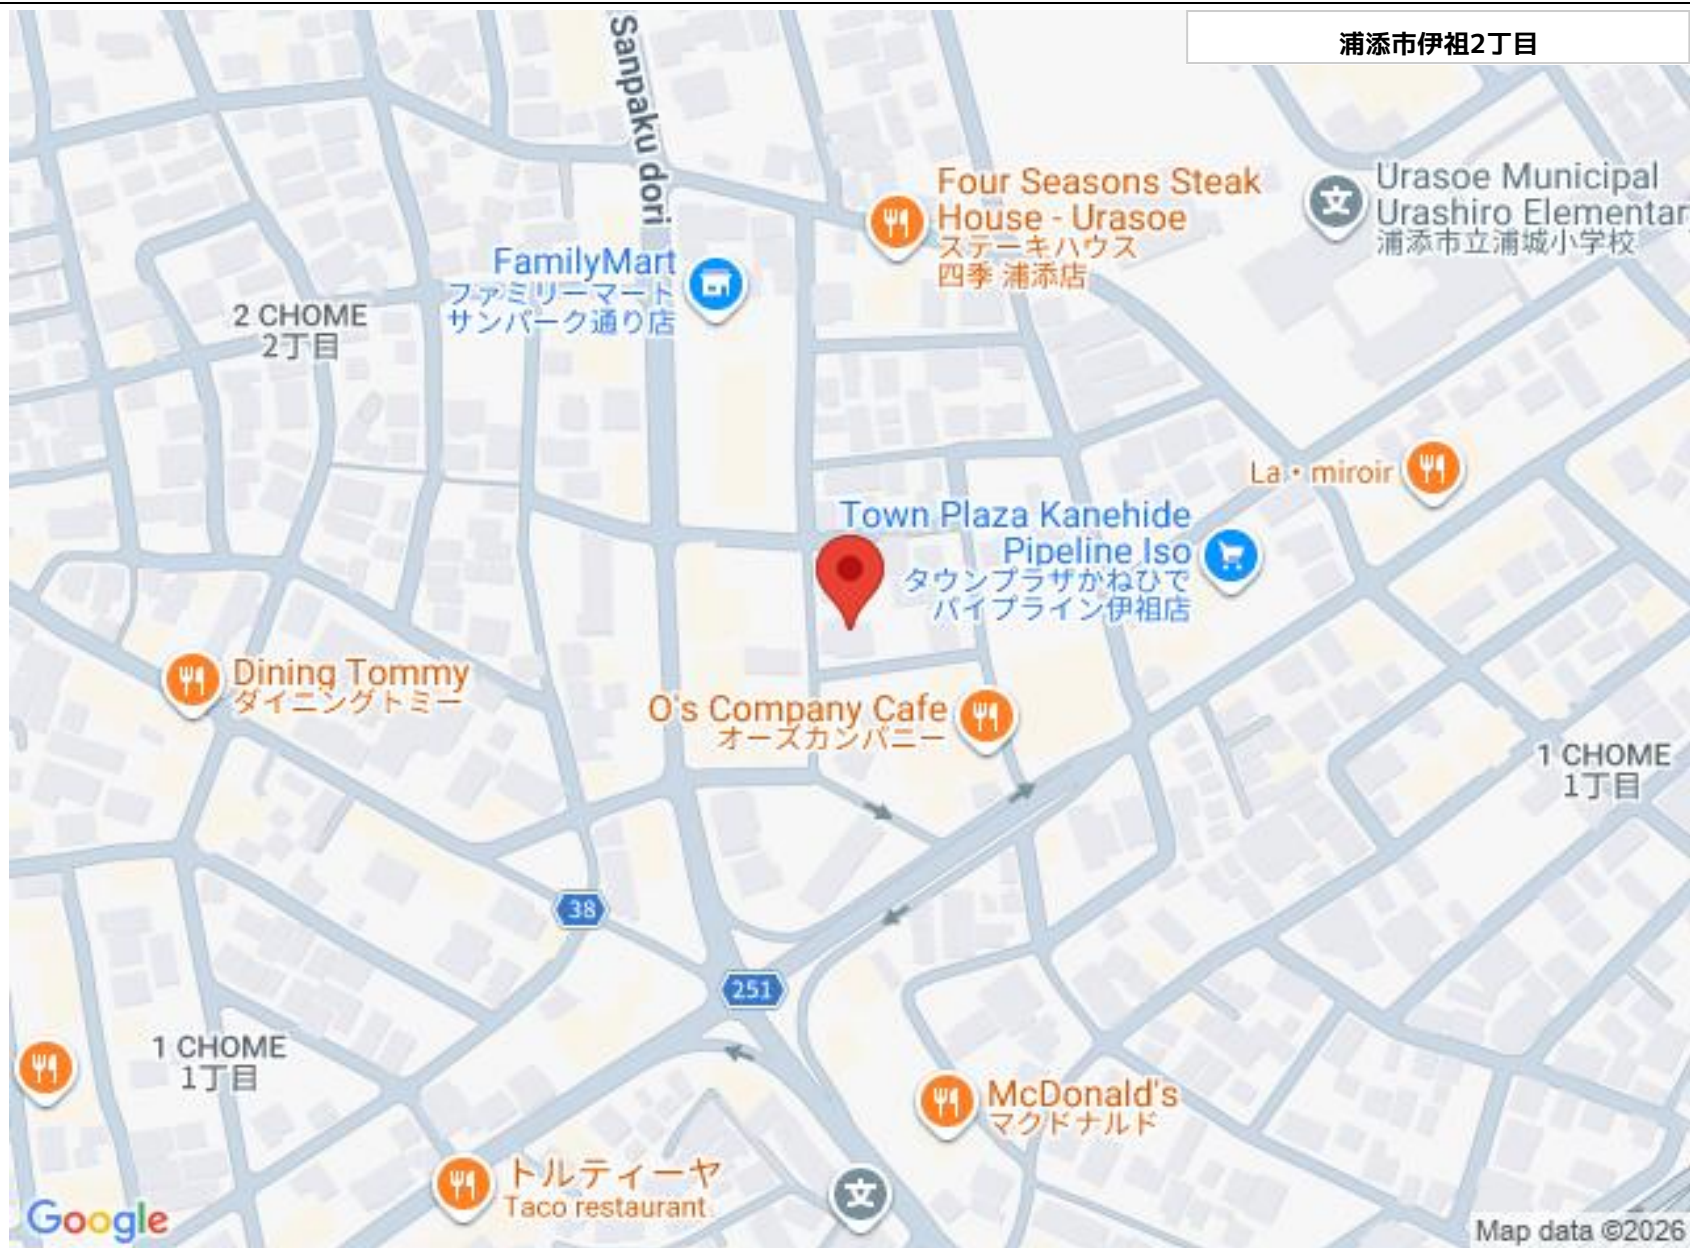 浦添市伊祖2丁目
Sanpaku dori
Four Seasons Steak
House - Urasoe
ステーキハウス
四季 浦添店
Urasoe Municipal
Urashiro Elementar
浦添市立浦城小学校
FamilyMart
ファミリーマート
サンパーク通り店
2 CHOME
2丁目
La・miroir
Town Plaza Kanehide
Pipeline Iso
タウンプラザかねひで
パイプライン伊祖店
Dining Tommy
ダイニングトミー
O's Company Cafe
オーズカンパニー
1 CHOME
1丁目
38
251
1 CHOME
1丁目
McDonald's
マクドナルド
トルティーヤ
Taco restaurant
文
文
Google
Map data ©2026